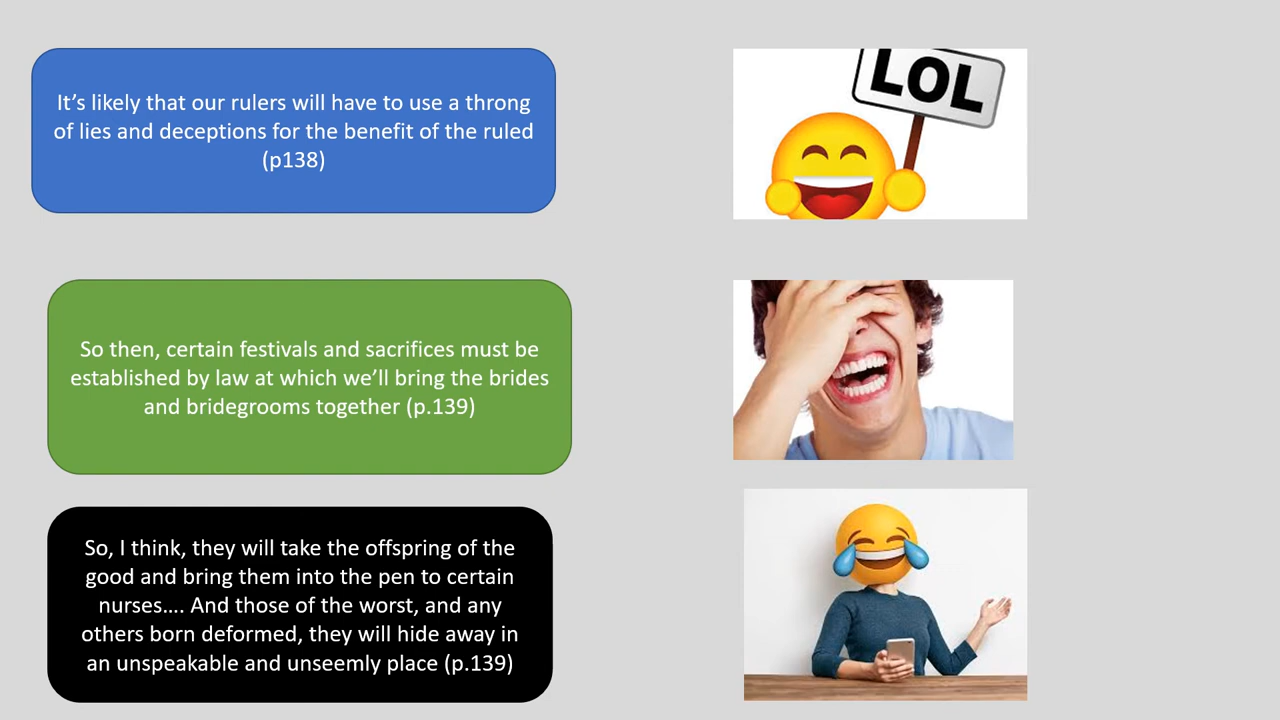 It’s likely that our rulers will have to use a throng
of lies and deceptions for the benefit of the ruled
(p138)
LOL
So then, certain festivals and sacrifices must be
established by law at which we’ll bring the brides
and bridegrooms together (p.139)
So, I think, they will take the offspring of the
good and bring them into the pen to certain
nurses…. And those of the worst, and any
others born deformed, they will hide away in
an unspeakable and unseemly place (p.139)